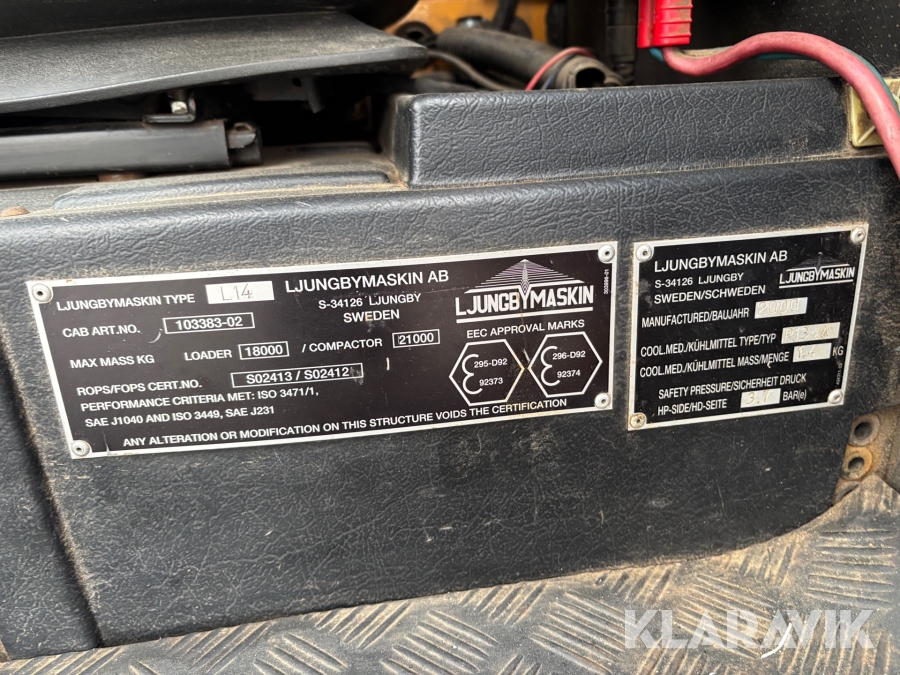 LJUNGBYMASKIN TYPE L14 LJUNGBYMASKIN AB
S-34126 LJUNGBY
SWEDEN
LJUNGBYMASKIN
CAB ART.NO. 103383-02
EEC APPROVAL MARKS
MAX MASS KG LOADER 18000 / COMPACTOR 21000
295-D92
92373
296-D92
92374
ROPS/FOPS CERT.NO. S02413 / S02412
PERFORMANCE CRITERIA MET: ISO 3471/1,
SAE J1040 AND ISO 3449, SAE J231
ANY ALTERATION OR MODIFICATION ON THIS STRUCTURE VOIDS THE CERTIFICATION
LJUNGBYMASKIN AB
S-34126 LJUNGBY
SWEDEN/SCHWEDEN
LJUNGBYMASKIN
MANUFACTURED/BAUJAHR
COOL.MED./KÜHLMITTEL TYPE/TYP
COOL.MED./KÜHLMITTEL MASS/MENGE KG
SAFETY PRESSURE/SICHERHEIT DRUCK
HP-SIDE/HD-SEITE BAR(e)
KLARAVIK